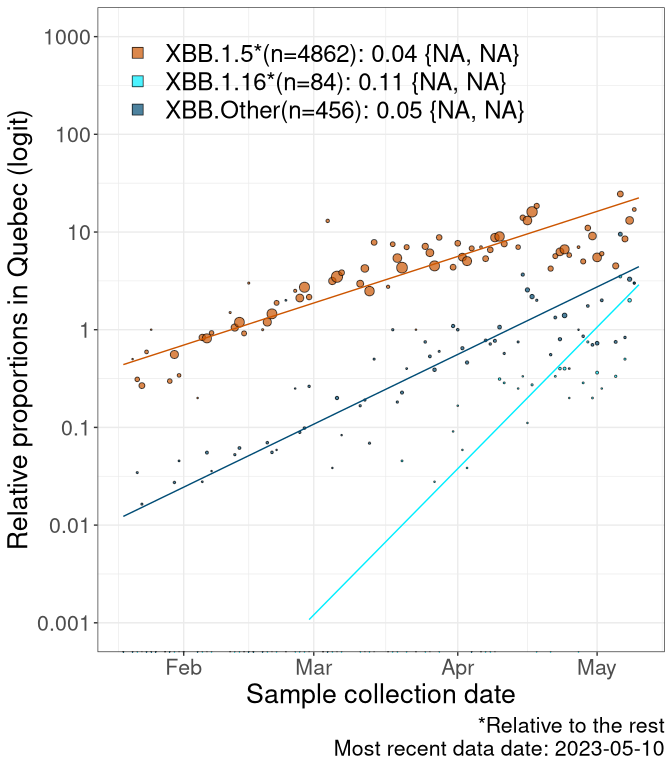 XBB.1.5*(n=4862): 0.04 {NA, NA}
XBB.1.16*(n=84): 0.11 {NA, NA}
XBB.Other(n=456): 0.05 {NA, NA}
Relative proportions in Quebec (logit)
1000
100
10
1
0.1
0.01
0.001
Feb Mar Apr May
Sample collection date
*Relative to the rest
Most recent data date: 2023-05-10